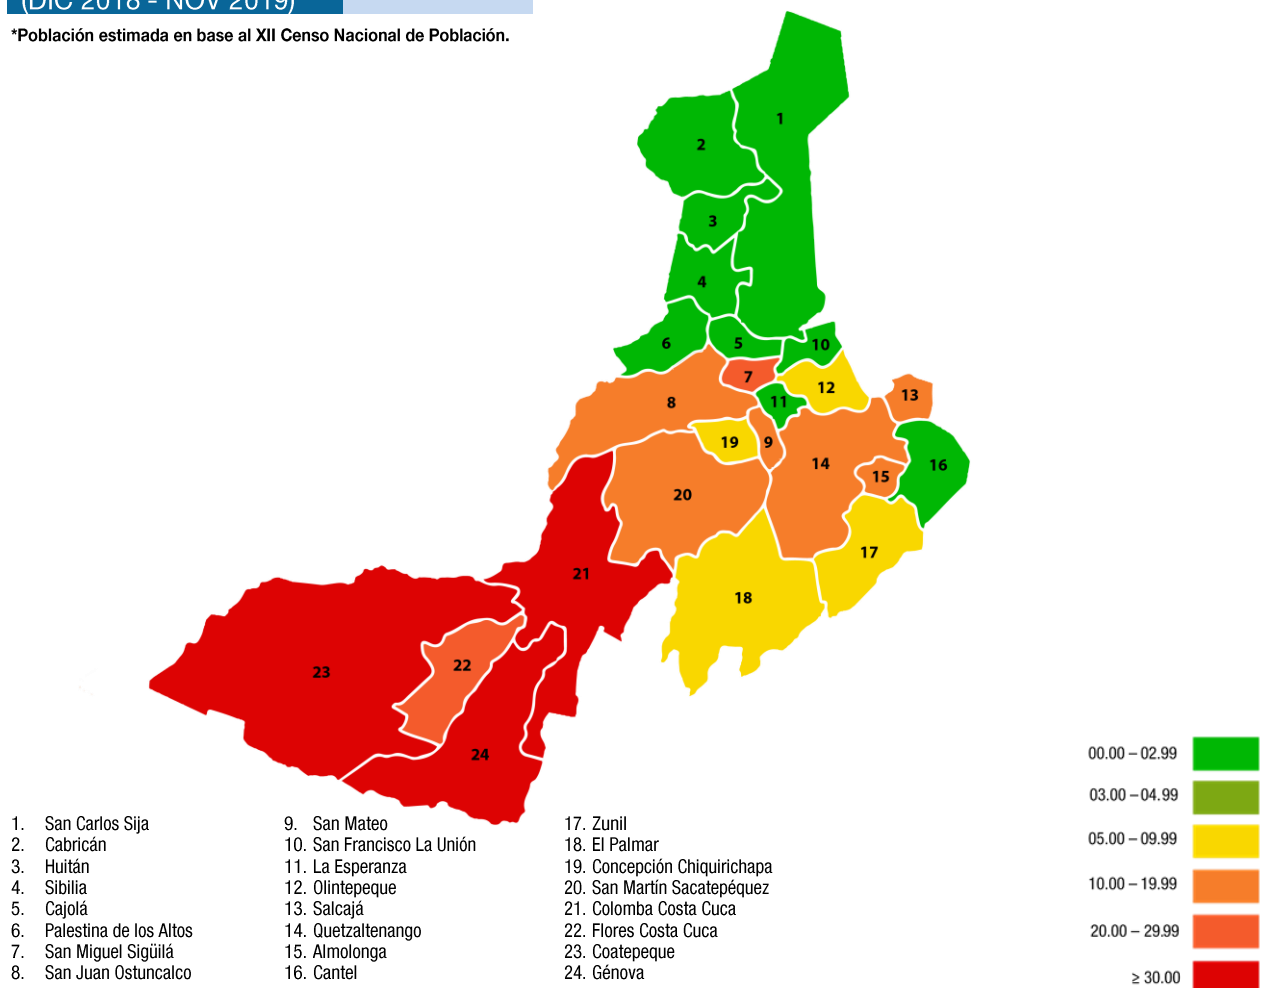 (DIC 2018 - NOV 2019)
*Población estimada en base al XII Censo Nacional de Población.
1
2
3
4
6
5
10
7
12
11
13
8
19
9
14
16
15
20
17
21
18
22
23
24
00.00 – 02.99
03.00 – 04.99
05.00 – 09.99
10.00 – 19.99
20.00 – 29.99
≥ 30.00
1. San Carlos Sija
2. Cabricán
3. Huitán
4. Sibilia
5. Cajolá
6. Palestina de los Altos
7. San Miguel Sigüilá
8. San Juan Ostuncalco
9. San Mateo
10. San Francisco La Unión
11. La Esperanza
12. Olintepeque
13. Salcajá
14. Quetzaltenango
15. Almolonga
16. Cantel
17. Zunil
18. El Palmar
19. Concepción Chiquirichapa
20. San Martín Sacatepéquez
21. Colomba Costa Cuca
22. Flores Costa Cuca
23. Coatepeque
24. Génova